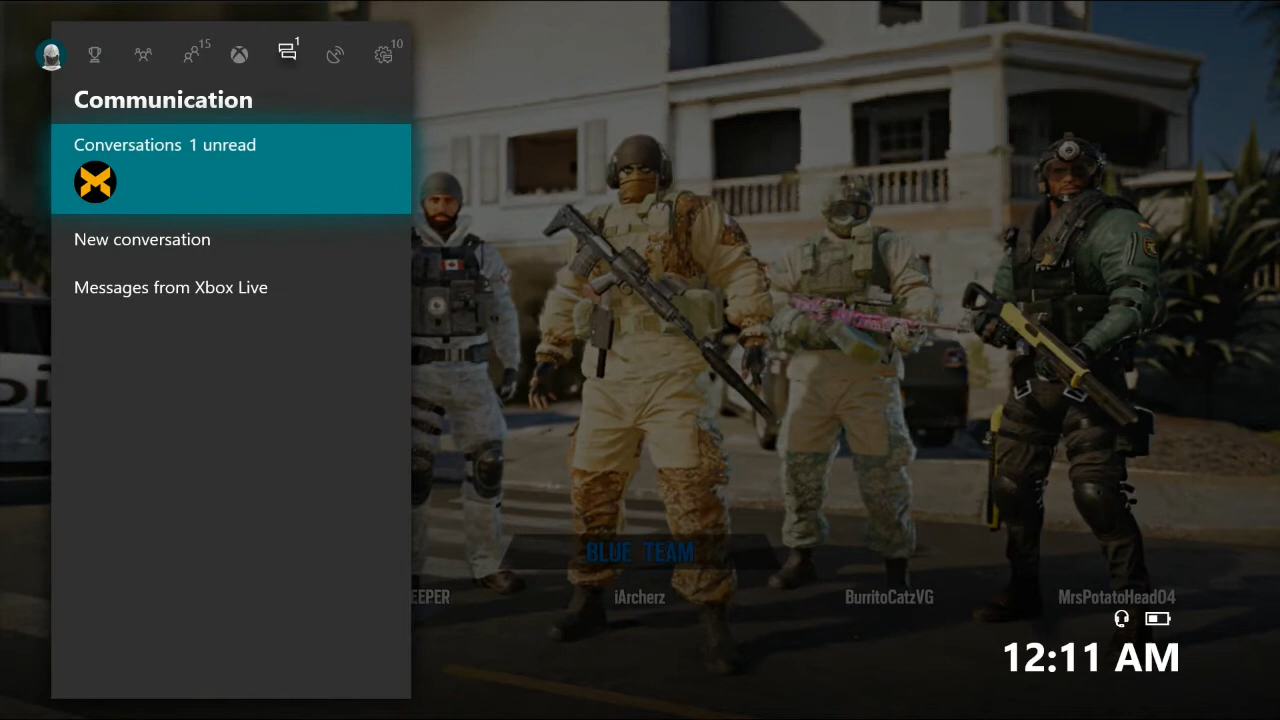 15
1
10
Communication
Conversations 1 unread
New conversation
Messages from Xbox Live
BLUE TEAM
EEPER
iArcherz
BurritoCatzVG
MrsPotatoHead04
12:11 AM